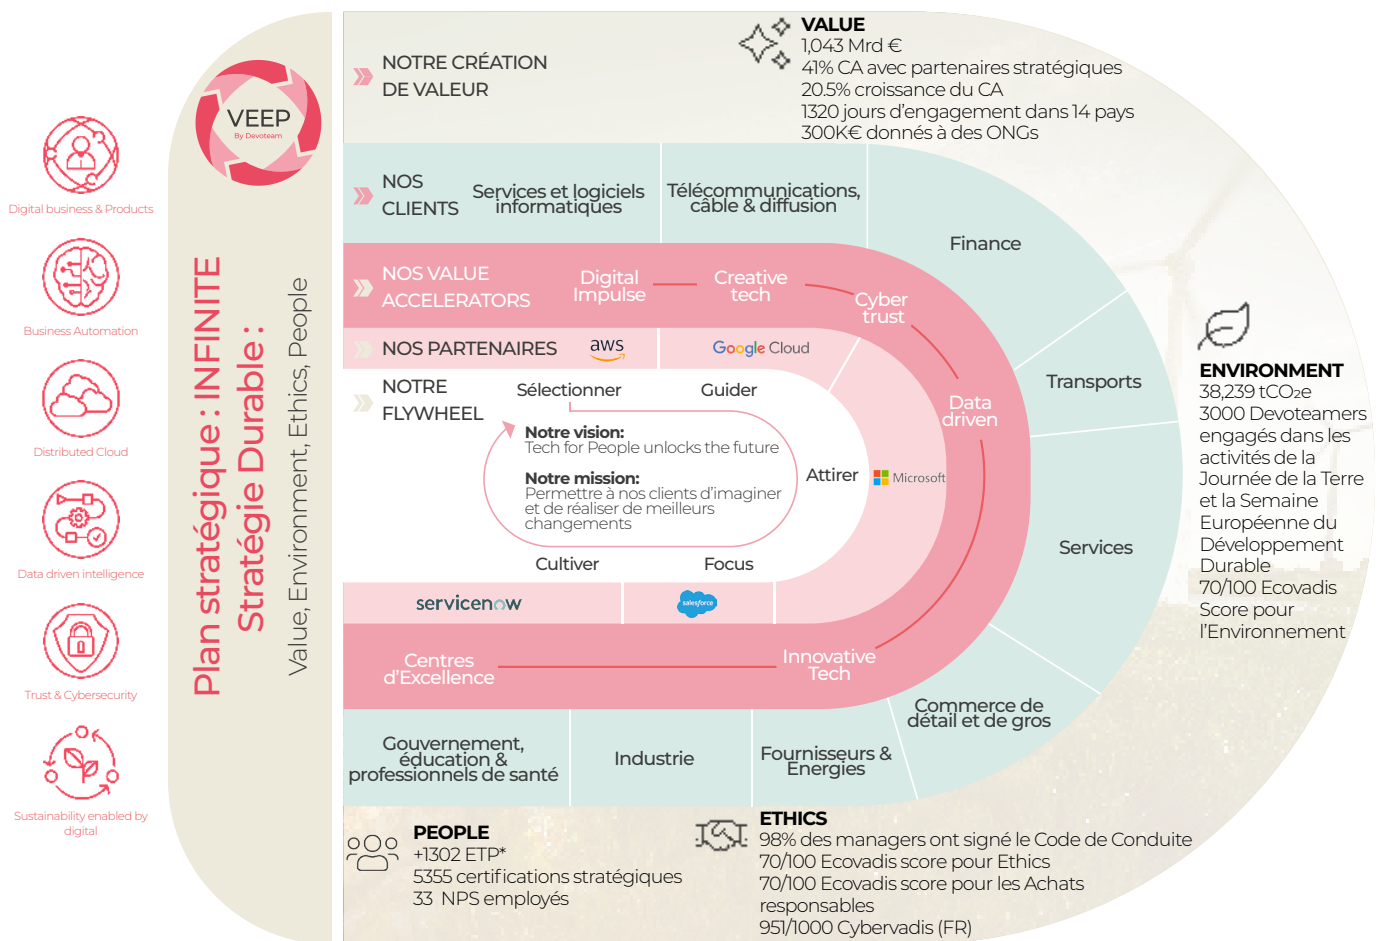 Digital business & Products
Business Automation
Distributed Cloud
Data driven intelligence
Trust & Cybersecurity
Sustainability enabled by
digital
VEEP
By Devoteam
Plan stratégique : INFINITE
Stratégie Durable :
Value, Environment, Ethics, People
NOTRE CRÉATION
DE VALEUR
VALUE
1,043 Mrd €
41% CA avec partenaires stratégiques
20.5% croissance du CA
1320 jours d’engagement dans 14 pays
300K€ donnés à des ONGs
NOS
CLIENTS
Services et logiciels
informatiques
Télécommunications,
câble & diffusion
Finance
Transports
Services
Commerce de
détail et de gros
Fournisseurs &
Energies
Industrie
Gouvernement,
éducation &
professionnels de santé
NOS VALUE
ACCELERATORS
Digital
Impulse
Creative
tech
Cyber
trust
Data
driven
Innovative
Tech
Centres
d’Excellence
NOS PARTENAIRES
aws
Google Cloud
Microsoft
salesforce
servicenow
NOTRE
FLYWHEEL
Sélectionner
Guider
Attirer
Focus
Cultiver
Notre vision:
Tech for People unlocks the future
Notre mission:
Permettre à nos clients d’imaginer
et de réaliser de meilleurs
changements
ENVIRONMENT
38,239 tCO₂e
3000 Devoteamers
engagés dans les
activités de la
Journée de la Terre
et la Semaine
Européenne du
Développement
Durable
70/100 Ecovadis
Score pour
l’Environnement
PEOPLE
+1302 ETP*
5355 certifications stratégiques
33 NPS employés
ETHICS
98% des managers ont signé le Code de Conduite
70/100 Ecovadis score pour Ethics
70/100 Ecovadis score pour les Achats
responsables
951/1000 Cybervadis (FR)